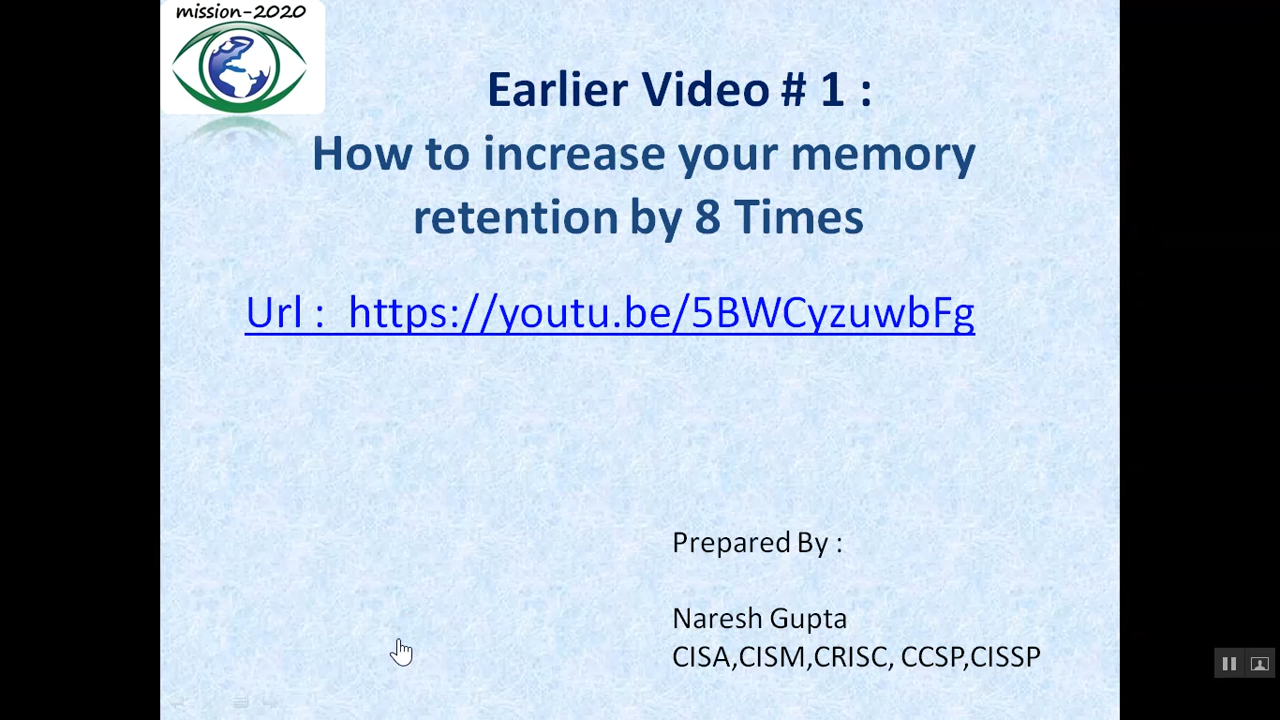 mission-2020
Earlier Video # 1 :
How to increase your memory
retention by 8 Times
Url :  https://youtu.be/5BWCyzuwbFg
Prepared By :
Naresh Gupta
CISA,CISM,CRISC, CCSP,CISSP